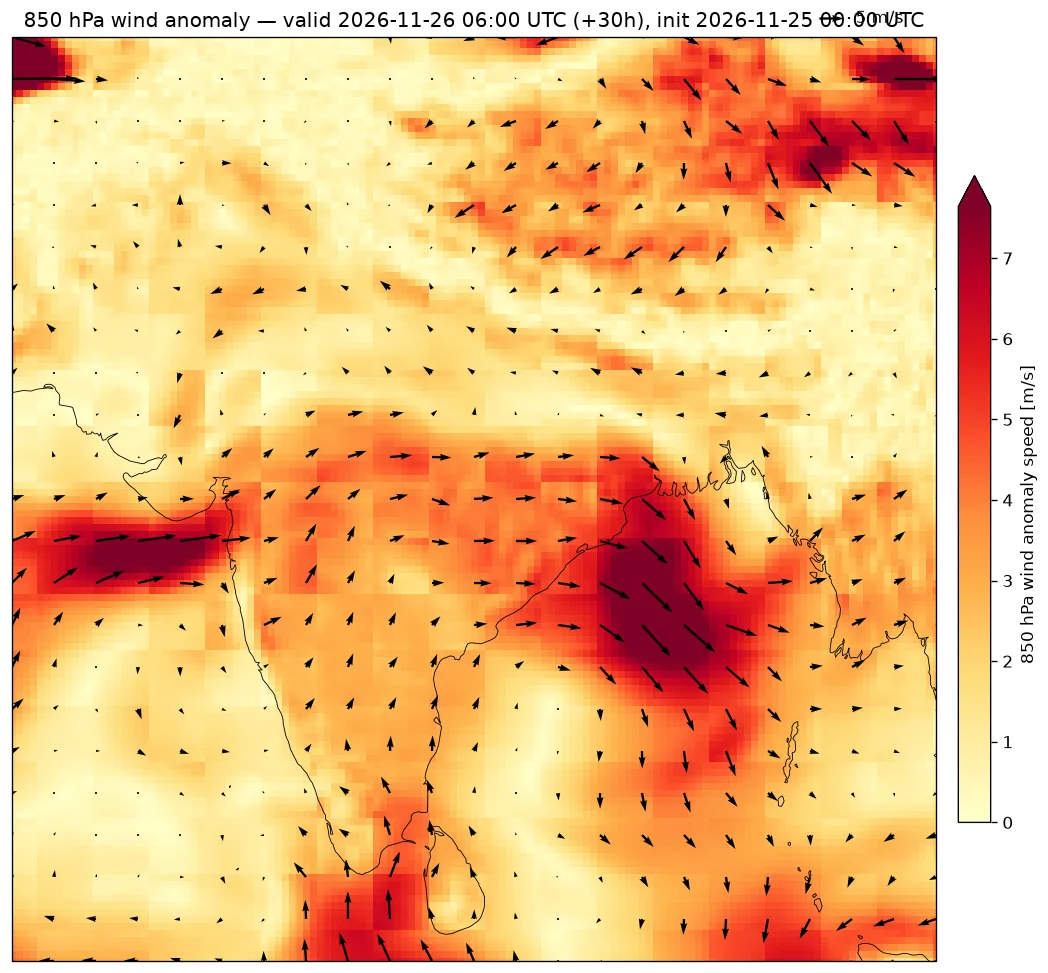 850 hPa wind anomaly — valid 2026-11-26 06:00 UTC (+30h), init 2026-11-25 00:00 UTC
5 m/s
7
6
5
4
3
2
1
0
850 hPa wind anomaly speed [m/s]